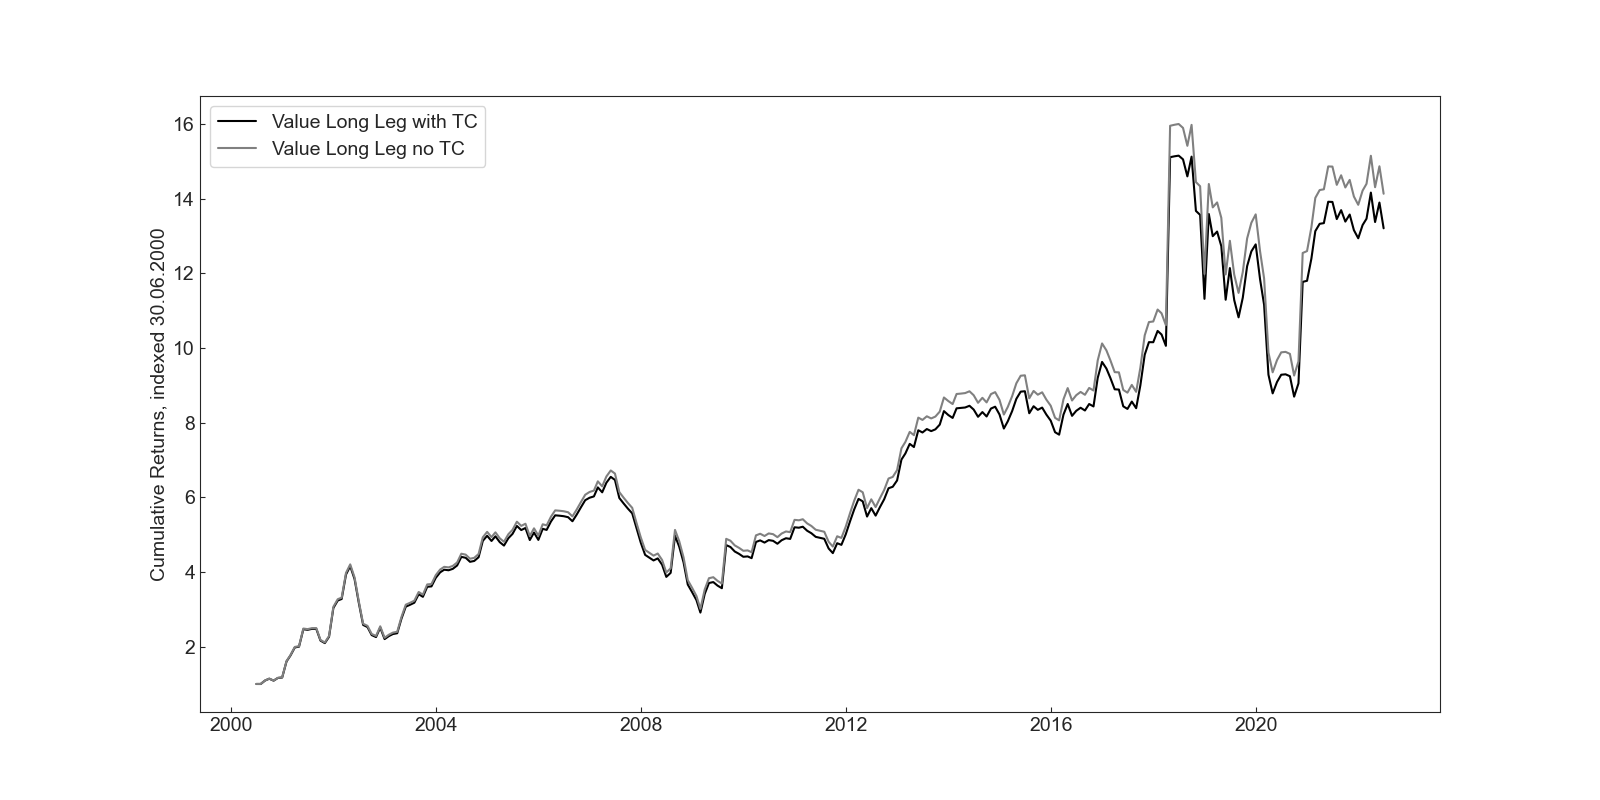 Value Long Leg with TC
Value Long Leg no TC
Cumulative Returns, indexed 30.06.2000
16
14
12
10
8
6
4
2
2000 2004 2008 2012 2016 2020